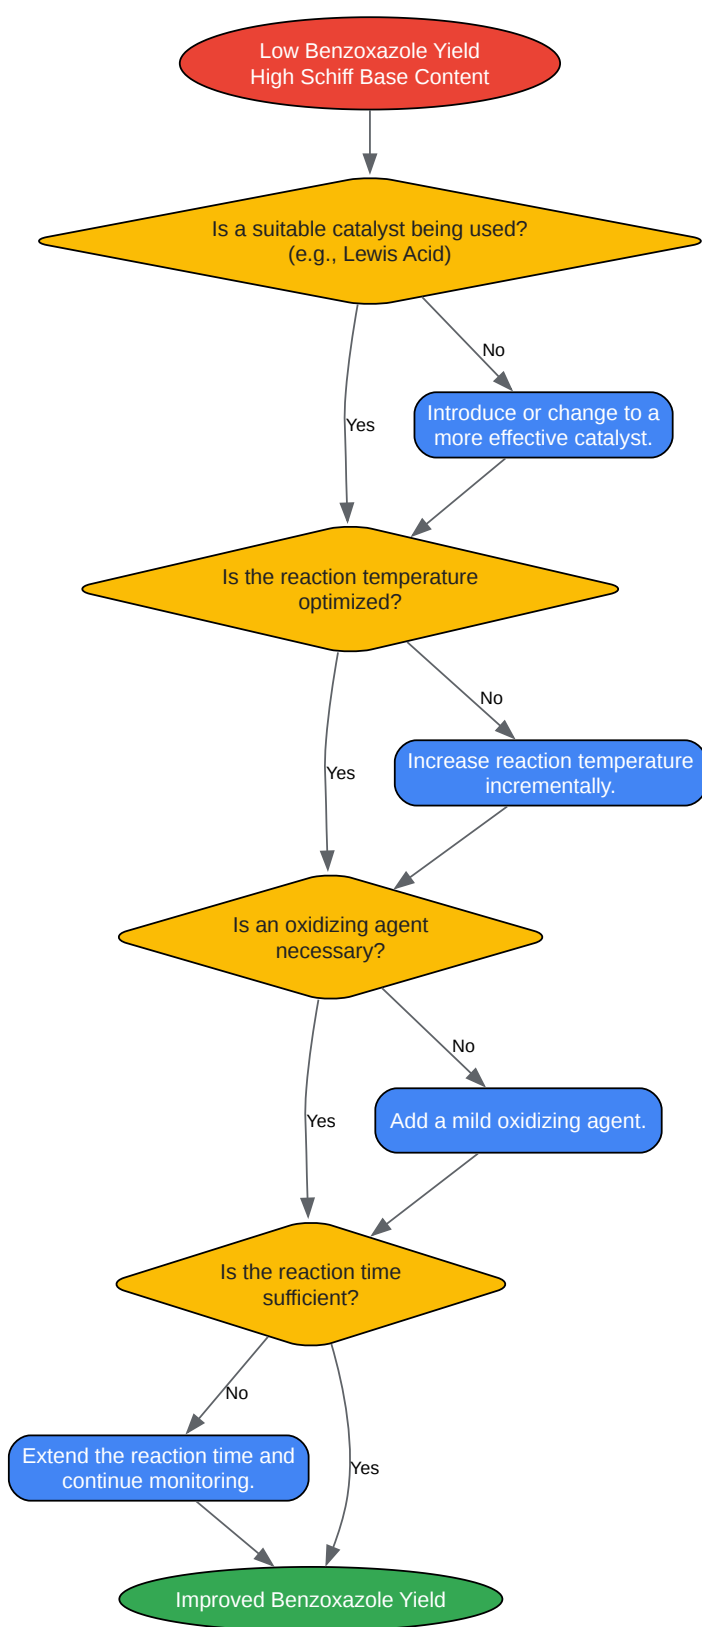 Low Benzoxazole Yield
High Schiff Base Content
Is a suitable catalyst being used?
(e.g., Lewis Acid)
No
Introduce or change to a
more effective catalyst.
Yes
Is the reaction temperature
optimized?
No
Increase reaction temperature
incrementally.
Yes
Is an oxidizing agent
necessary?
No
Add a mild oxidizing agent.
Yes
Is the reaction time
sufficient?
No
Extend the reaction time and
continue monitoring.
Yes
Improved Benzoxazole Yield